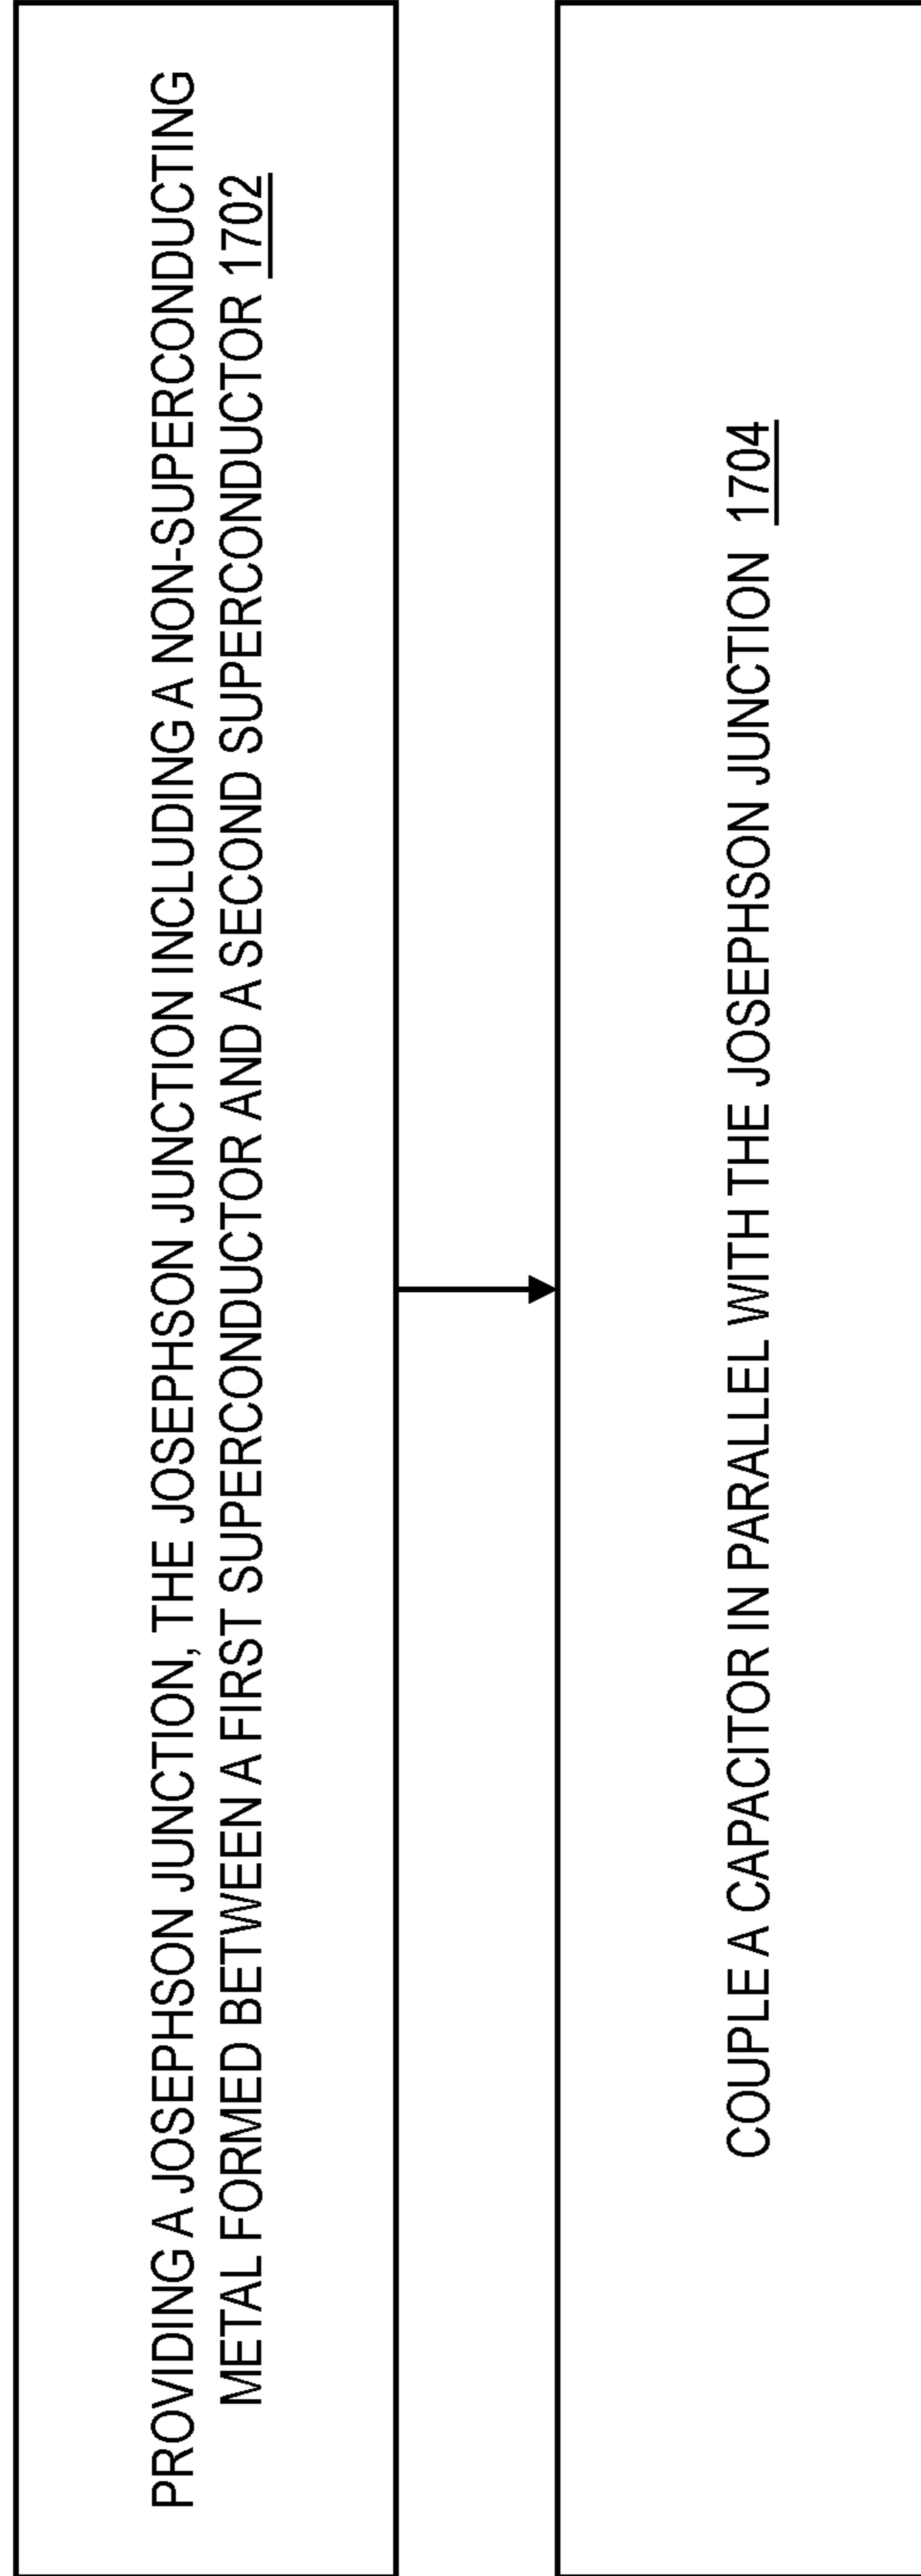 PROVIDING A JOSEPHSON JUNCTION, THE JOSEPHSON JUNCTION INCLUDING A NON-SUPERCONDUCTING
METAL FORMED BETWEEN A FIRST SUPERCONDUCTOR AND A SECOND SUPERCONDUCTOR 1702
COUPLE A CAPACITOR IN PARALLEL WITH THE JOSEPHSON JUNCTION 1704